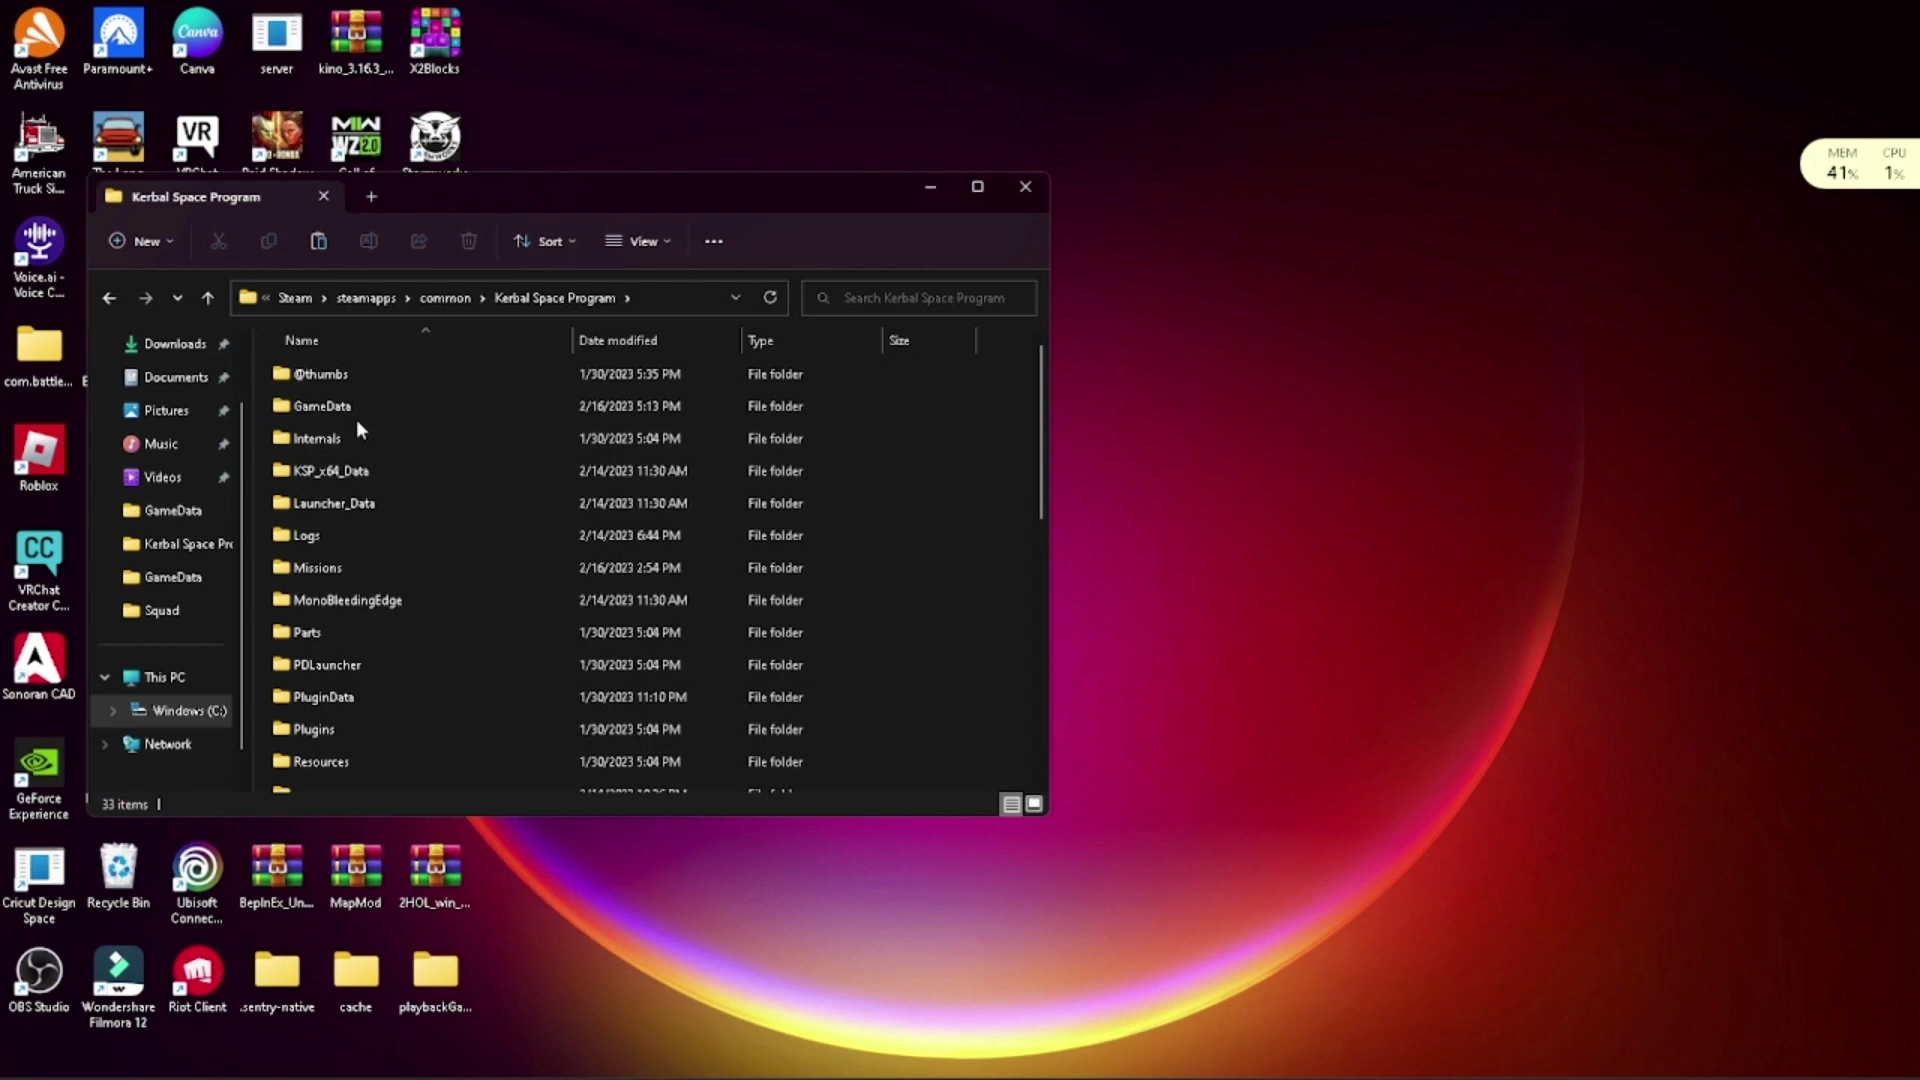 Avast Free
Antivirus
Paramount+
Canva
Canva
server
kino_3.16.3_...
X2Blocks
American
Truck Si...
VR
MW
WZ 2.0
MEM
41%
CPU
1%
Kerbal Space Program
New
Sort
View
Steam
steamapps
common
Kerbal Space Program
Search Kerbal Space Program
Voice.ai -
Voice C...
com.battle...
Roblox
CC
VRChat
Creator C...
Sonoran CAD
GeForce
Experience
Downloads
Documents
Pictures
Music
Videos
GameData
Kerbal Space Pro
GameData
Squad
This PC
Windows (C:)
Network
Name Date modified Type Size
@thumbs 1/30/2023 5:35 PM File folder
GameData 2/16/2023 5:13 PM File folder
Internals 1/30/2023 5:04 PM File folder
KSP_x64_Data 2/14/2023 11:30 AM File folder
Launcher_Data 2/14/2023 11:30 AM File folder
Logs 2/14/2023 6:44 PM File folder
Missions 2/16/2023 2:54 PM File folder
MonoBleedingEdge 2/14/2023 11:30 AM File folder
Parts 1/30/2023 5:04 PM File folder
PDLauncher 1/30/2023 5:04 PM File folder
PluginData 1/30/2023 11:10 PM File folder
Plugins 1/30/2023 5:04 PM File folder
Resources 1/30/2023 5:04 PM File folder
33 items
Cricut Design
Space
Recycle Bin
Ubisoft
Connec...
BepInEx_Un...
MapMod
2HOL_win_...
OBS Studio
Wondershare
Filmora 12
Riot Client
.sentry-native
cache
playbackGa...